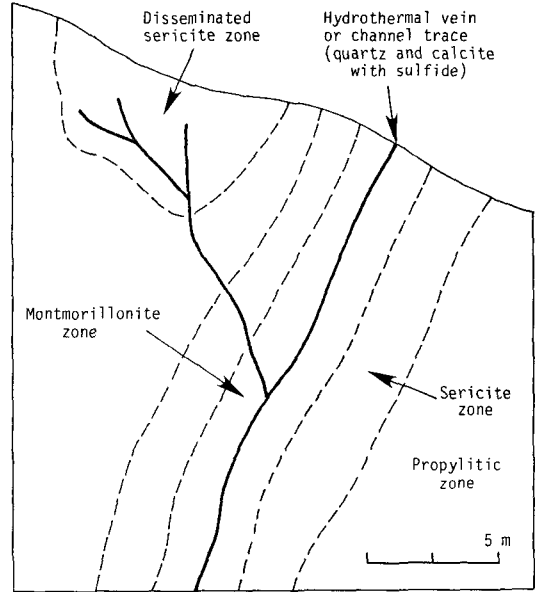 Disseminated
sericite zone
Hydrothermal vein
or channel trace
(quartz and calcite
with sulfide)
Montmorillonite
zone
Sericite
zone
Propylitic
zone
5 m